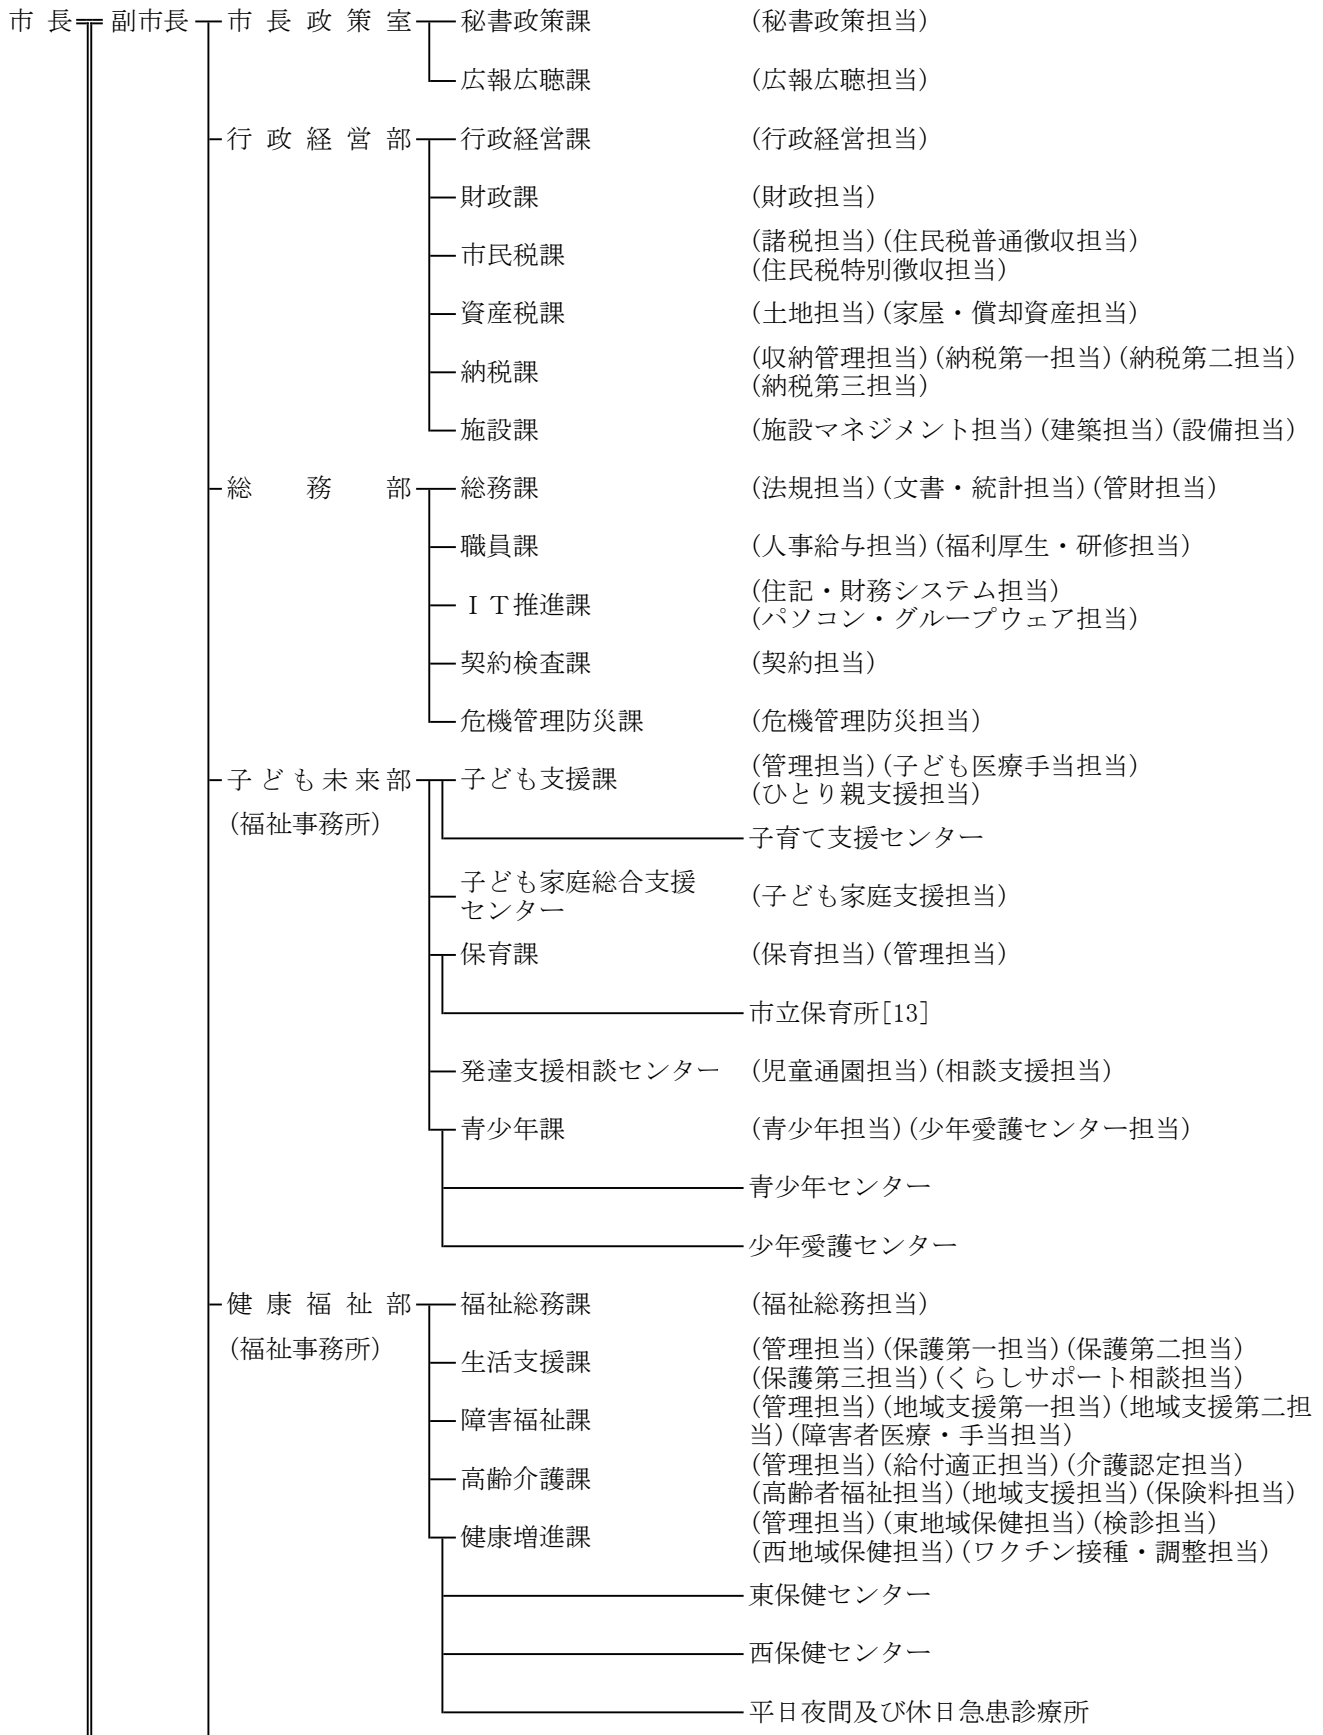 市長 副市長 市長政策室 秘書政策課 (秘書政策担当)
広報広聴課 (広報広聴担当)
行政経営部 行政経営課 (行政経営担当)
財政課 (財政担当)
市民税課 (諸税担当)(住民税普通徴収担当)
(住民税特別徴収担当)
資産税課 (土地担当)(家屋・償却資産担当)
納税課 (収納管理担当)(納税第一担当)(納税第二担当)
(納税第三担当)
施設課 (施設マネジメント担当)(建築担当)(設備担当)
総務部 総務課 (法規担当)(文書・統計担当)(管財担当)
職員課 (人事給与担当)(福利厚生・研修担当)
ＩＴ推進課 (住記・財務システム担当)
(パソコン・グループウェア担当)
契約検査課 (契約担当)
危機管理防災課 (危機管理防災担当)
子ども未来部 子ども支援課 (管理担当)(子ども医療手当担当)
(ひとり親支援担当)
(福祉事務所)
子育て支援センター
子ども家庭総合支援
センター (子ども家庭支援担当)
保育課 (保育担当)(管理担当)
市立保育所[13]
発達支援相談センター (児童通園担当)(相談支援担当)
青少年課 (青少年担当)(少年愛護センター担当)
青少年センター
少年愛護センター
健康福祉部 福祉総務課 (福祉総務担当)
(福祉事務所)
生活支援課 (管理担当)(保護第一担当)(保護第二担当)
(保護第三担当)(くらしサポート相談担当)
障害福祉課 (管理担当)(地域支援第一担当)(地域支援第二担
当)(障害者医療・手当担当)
高齢介護課 (管理担当)(給付適正担当)(介護認定担当)
(高齢者福祉担当)(地域支援担当)(保険料担当)
健康増進課 (管理担当)(東地域保健担当)(検診担当)
(西地域保健担当)(ワクチン接種・調整担当)
東保健センター
西保健センター
平日夜間及び休日急患診療所